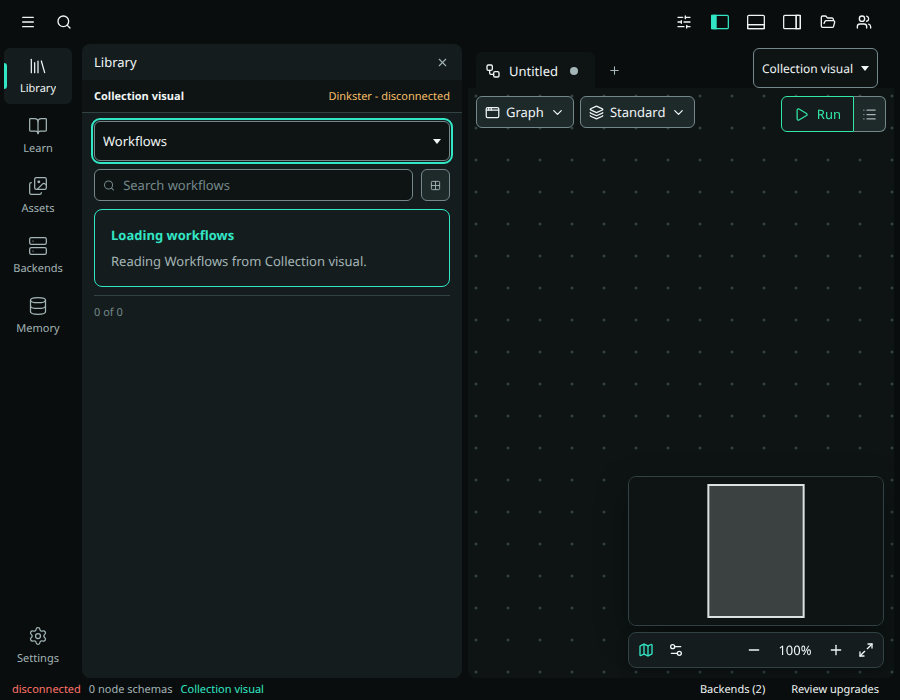 Library
Learn
Assets
Backends
Memory
Settings
Library
Collection visual
Dinkster - disconnected
Workflows
Search workflows
Loading workflows
Reading Workflows from Collection visual.
0 of 0
Untitled
Collection visual
Graph
Standard
Run
100%
disconnected 0 node schemas Collection visual
Backends (2) Review upgrades